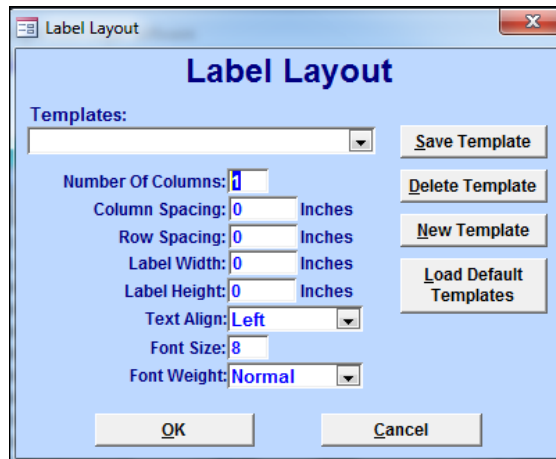 Label Layout
Label Layout
Templates:
Save Template
Number Of Columns: 1
Delete Template
Column Spacing: 0 Inches
Row Spacing: 0 Inches
New Template
Label Width: 0 Inches
Label Height: 0 Inches
Load Default
Templates
Text Align: Left
Font Size: 8
Font Weight: Normal
OK Cancel